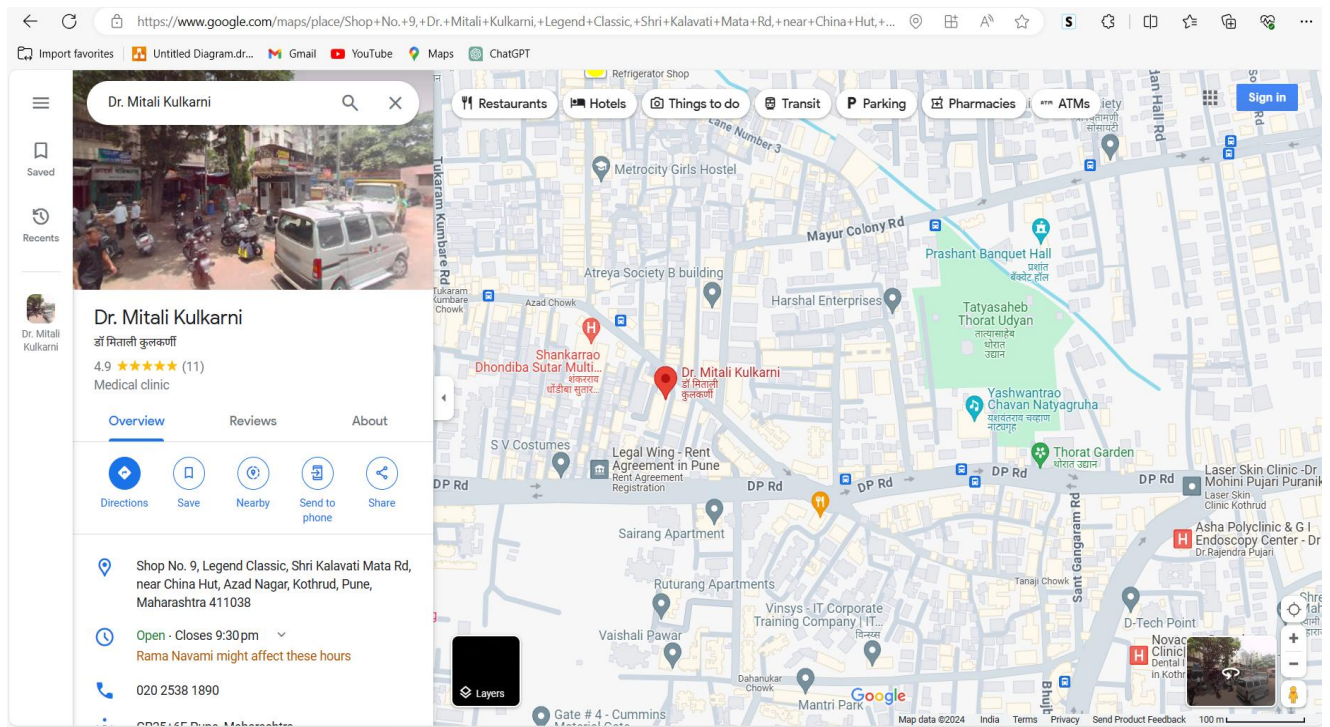 https://www.google.com/maps/place/Shop+No.+9,+Dr.+Mitali+Kulkarni,+Legend+Classic,+Shri+Kalavati+Mata+Rd,+near+China+Hut,+...
Import favorites
Untitled Diagram.dr...
Gmail
YouTube
Maps
ChatGPT
Dr. Mitali Kulkarni
Saved
Recents
Dr. Mitali
Kulkarni
Dr. Mitali Kulkarni
डॉ मिताली कुलकर्णी
4.9 ★★★★★ (11)
Medical clinic
Overview
Reviews
About
Directions
Save
Nearby
Send to
phone
Share
Shop No. 9, Legend Classic, Shri Kalavati Mata Rd,
near China Hut, Azad Nagar, Kothrud, Pune,
Maharashtra 411038
Open · Closes 9:30 pm
Rama Navami might affect these hours
020 2538 1890
Restaurants
Hotels
Things to do
Transit
P Parking
Pharmacies
ATM ATMs
Sign in
Refrigerator Shop
Lane Number 3
dan Hall Rd
सोसायटी
Metrocity Girls Hostel
Tukaram Kumbare Rd
Mayur Colony Rd
Prashant Banquet Hall
प्रशांत
बँक्वेट हॉल
Atreya Society B building
Tukaram
Kumbare
Chowk
Azad Chowk
Harshal Enterprises
Tatyasaheb
Thorat Udyan
तात्यासाहेब
थोरात
उद्यान
Shankarrao
Dhondiba Sutar Multi...
शंकरराव
धोंडीबा सुतार...
Dr. Mitali Kulkarni
डॉ मिताली
कुलकर्णी
Yashwantrao
Chavan Natyagruha
यशवंतराव चव्हाण
नाट्यगृह
S V Costumes
Legal Wing - Rent
Agreement in Pune
Rent Agreement
Registration
Thorat Garden
थोरात उद्यान
DP Rd
DP Rd
DP Rd
DP Rd
DP Rd
Laser Skin Clinic -Dr
Mohini Pujari Puranik
Laser Skin
Clinic Kothrud
Sairang Apartment
Sant Gangaram Rd
Asha Polyclinic & G I
Endoscopy Center - Dr
Dr Rajendra Pujari
Ruturang Apartments
Tanaji Chowk
Vinsys - IT Corporate
Training Company | IT...
विन्सys
D-Tech Point
Vaishali Pawar
Clinic
Dental
in Kothr
Dahanukar
Chowk
Mantri Park
Layers
Google
Gate # 4 - Cummins
Map data ©2024
India
Terms
Privacy
Send Product Feedback
100 m